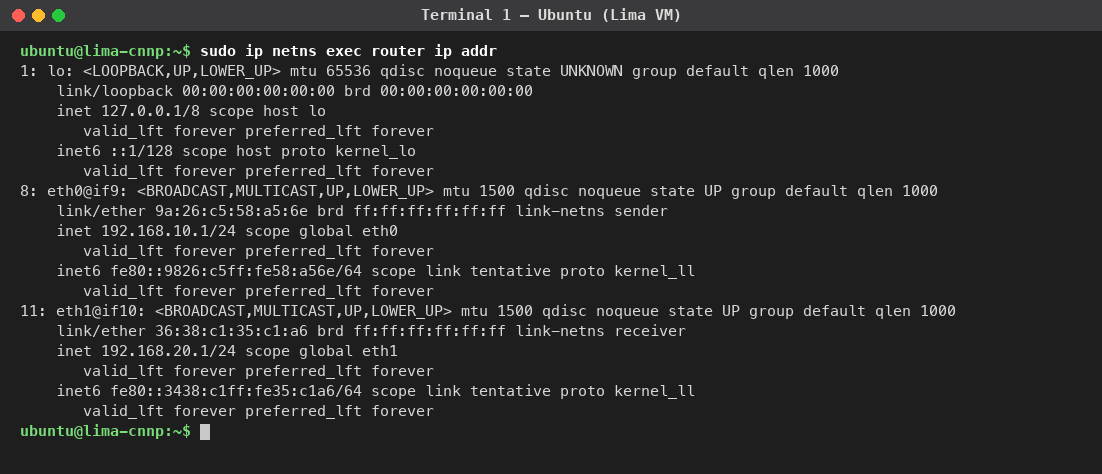 Terminal 1 — Ubuntu (Lima VM)
ubuntu@lima-cnnp:~$ sudo ip netns exec router ip addr
1: lo: <LOOPBACK,UP,LOWER_UP> mtu 65536 qdisc noqueue state UNKNOWN group default qlen 1000
    link/loopback 00:00:00:00:00:00 brd 00:00:00:00:00:00
    inet 127.0.0.1/8 scope host lo
       valid_lft forever preferred_lft forever
    inet6 ::1/128 scope host proto kernel_lo
       valid_lft forever preferred_lft forever
8: eth0@if9: <BROADCAST,MULTICAST,UP,LOWER_UP> mtu 1500 qdisc noqueue state UP group default qlen 1000
    link/ether 9a:26:c5:58:a5:6e brd ff:ff:ff:ff:ff:ff link-netns sender
    inet 192.168.10.1/24 scope global eth0
       valid_lft forever preferred_lft forever
    inet6 fe80::9826:c5ff:fe58:a56e/64 scope link tentative proto kernel_ll
       valid_lft forever preferred_lft forever
11: eth1@if10: <BROADCAST,MULTICAST,UP,LOWER_UP> mtu 1500 qdisc noqueue state UP group default qlen 1000
    link/ether 36:38:c1:35:c1:a6 brd ff:ff:ff:ff:ff:ff link-netns receiver
    inet 192.168.20.1/24 scope global eth1
       valid_lft forever preferred_lft forever
    inet6 fe80::3438:c1ff:fe35:c1a6/64 scope link tentative proto kernel_ll
       valid_lft forever preferred_lft forever
ubuntu@lima-cnnp:~$